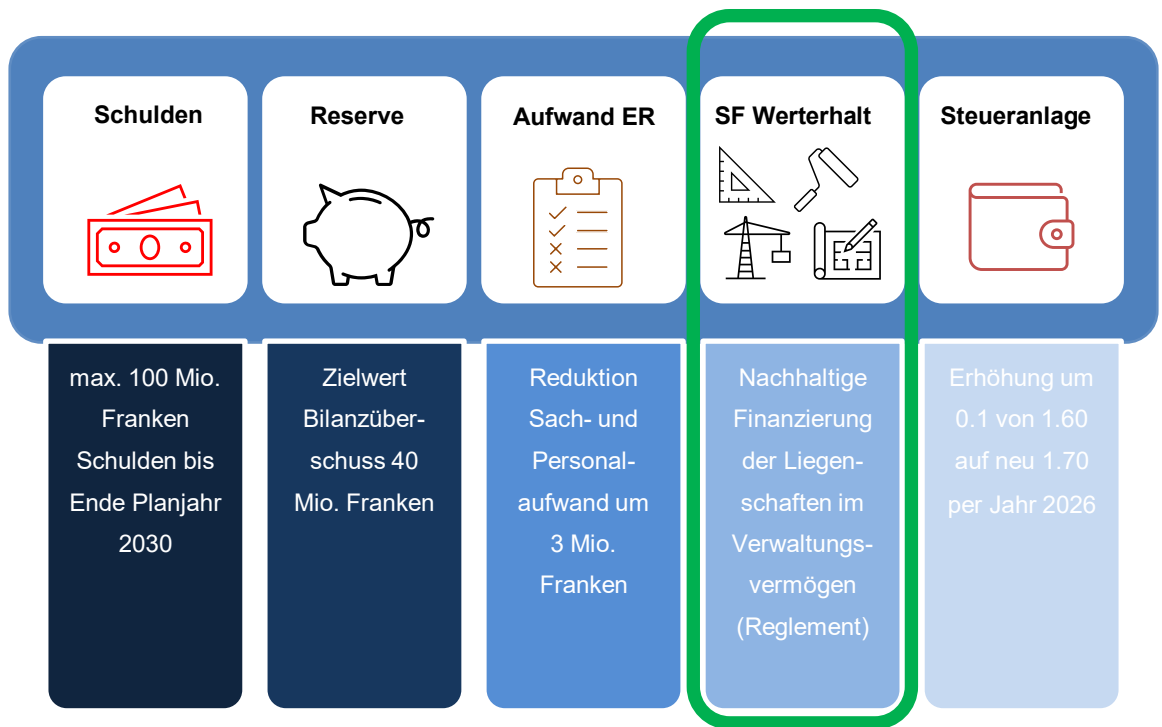 Schulden
Reserve
Aufwand ER
SF Werterhalt
Steueranlage
max. 100 Mio.
Franken
Schulden bis
Ende Planjahr
2030
Zielwert
Bilanzüber-
schuss 40
Mio. Franken
Reduktion
Sach- und
Personal-
aufwand um
3 Mio.
Franken
Nachhaltige
Finanzierung
der Liegen-
schaften im
Verwaltungs-
vermögen
(Reglement)
Erhöhung um
0.1 von 1.60
auf neu 1.70
per Jahr 2026